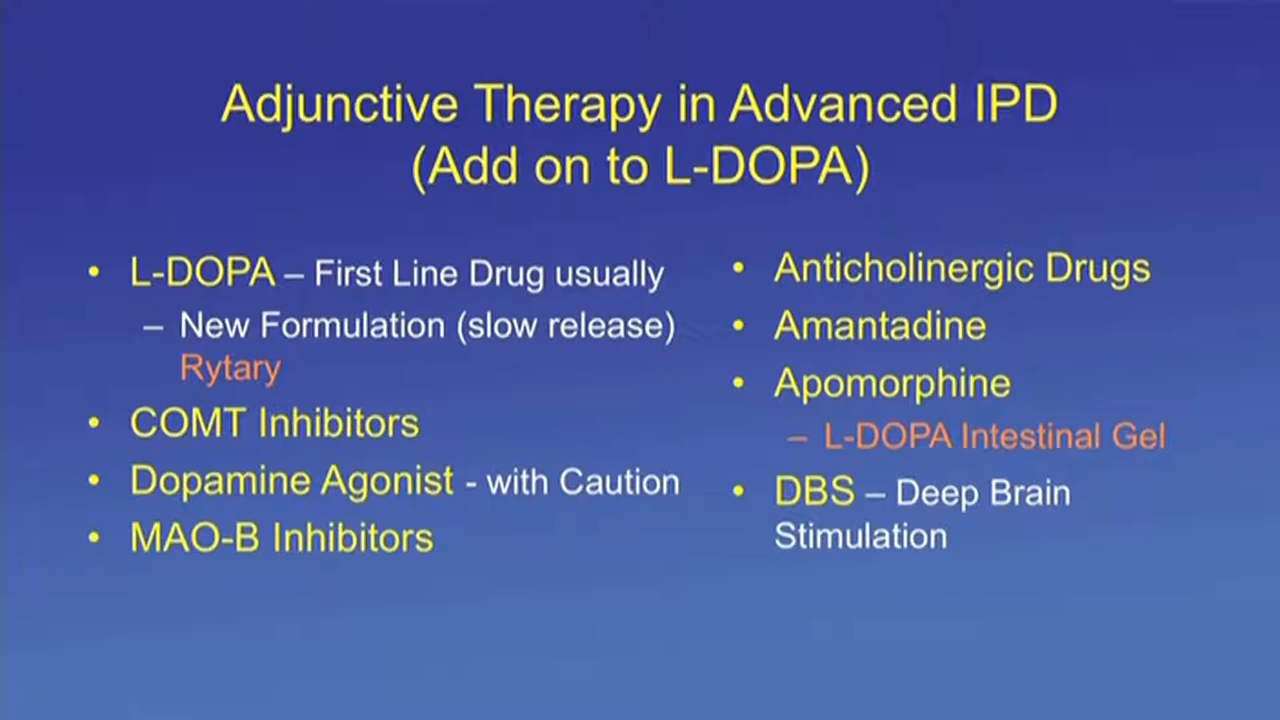 Adjunctive Therapy in Advanced IPD
(Add on to L-DOPA)
• L-DOPA – First Line Drug usually
– New Formulation (slow release)
Rytary
• COMT Inhibitors
• Dopamine Agonist - with Caution
• MAO-B Inhibitors
• Anticholinergic Drugs
• Amantadine
• Apomorphine
– L-DOPA Intestinal Gel
• DBS – Deep Brain
Stimulation